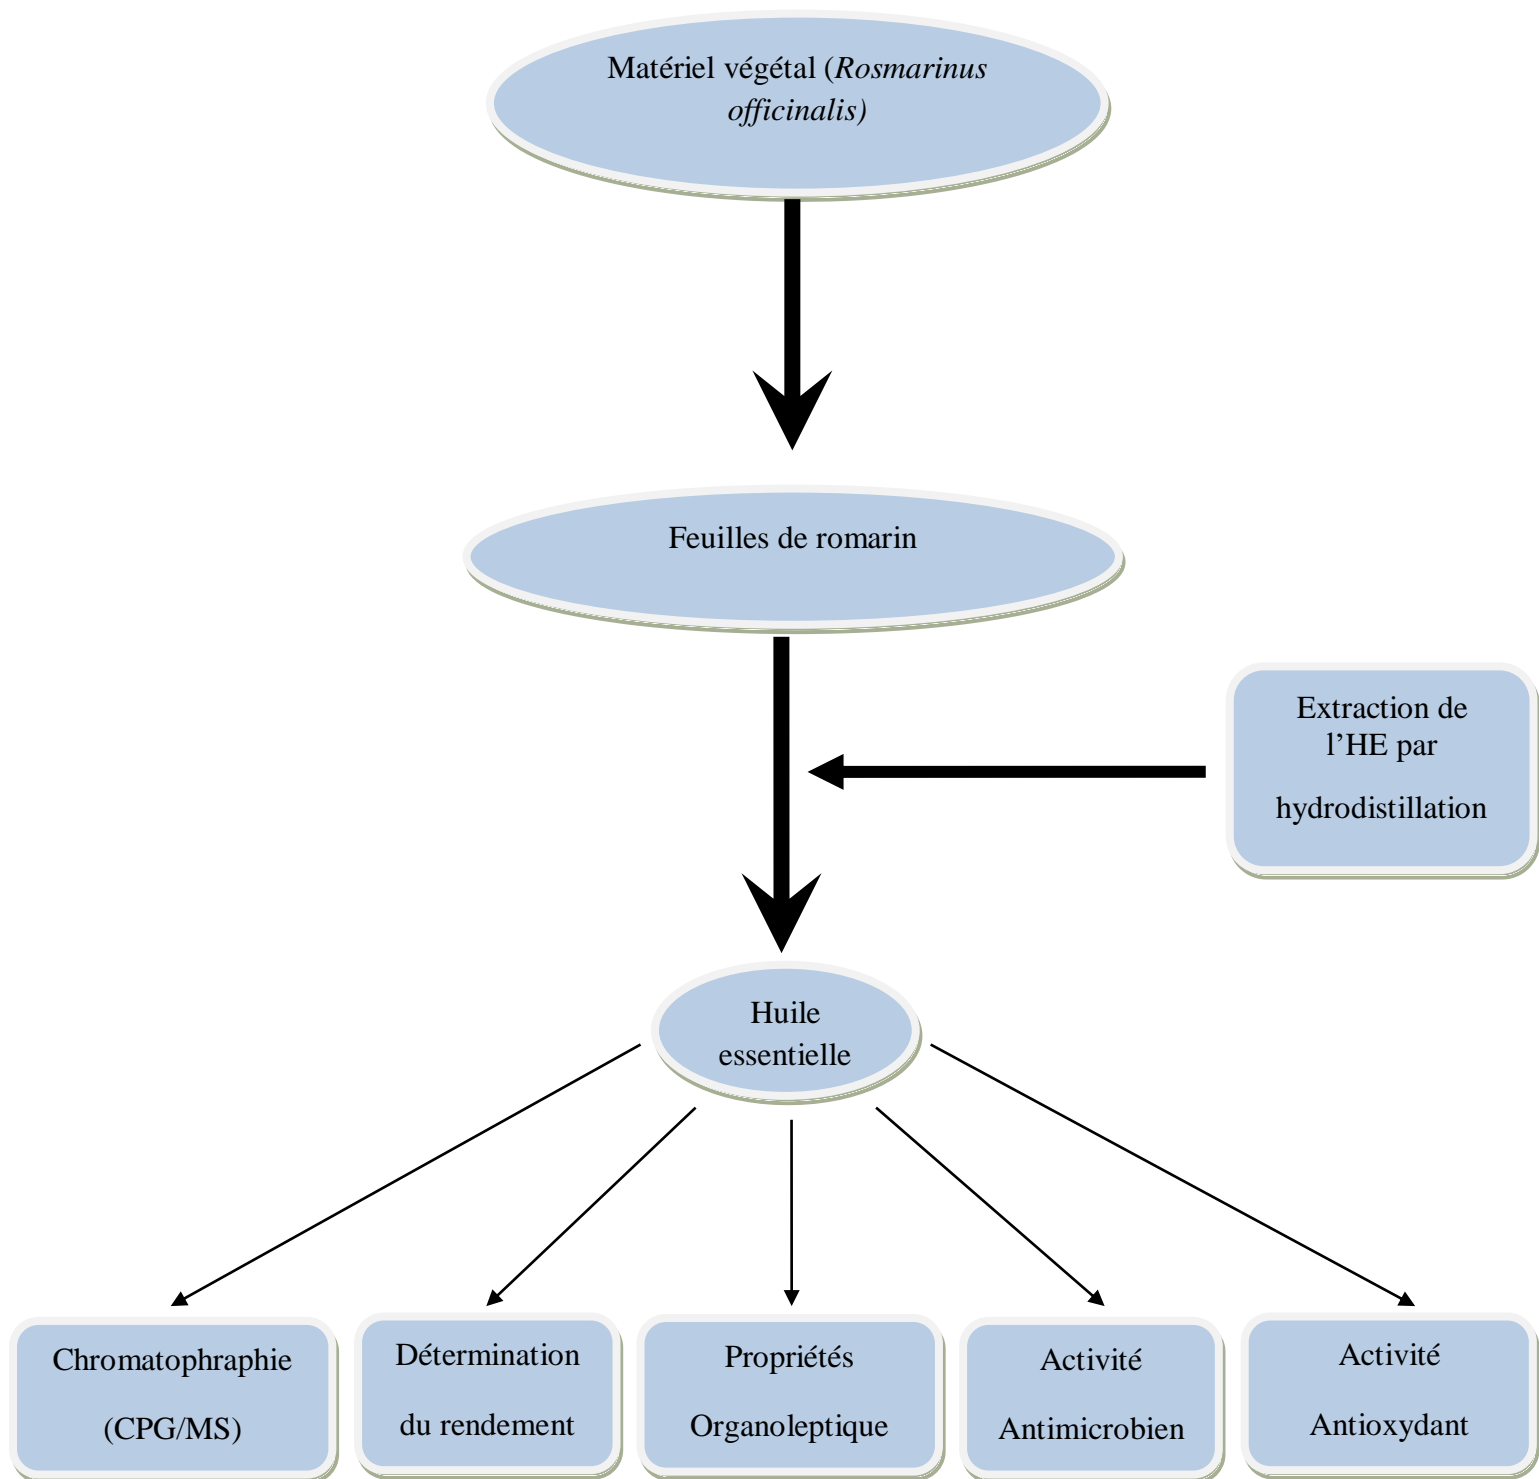 Matériel végétal (Rosmarinus
officinalis)
Feuilles de romarin
Extraction de
l’HE par
hydrodistillation
Huile
essentielle
Chromatophraphie
(CPG/MS)
Détermination
du rendement
Propriétés
Organoleptique
Activité
Antimicrobien
Activité
Antioxydant